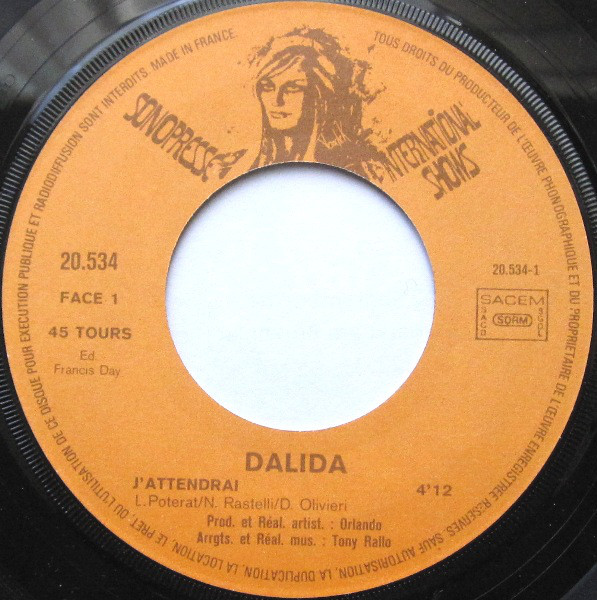 TOUS DROITS DU PRODUCTEUR DE L'ŒUVRE PHONOGRAPHIQUE ET DU PROPRIETAIRE DE L'ŒUVRE ENREGISTREE RESERVES. SAUF AUTORISATION, LA DUPLICATION, LA LOCATION, LE PRET, OU L'UTILISATION DE CE DISQUE POUR EXECUTION PUBLIQUE ET RADIODIFFUSION SONT INTERDITS. MADE IN FRANCE.
SONOPRESSE
INTERNATIONAL
SHOWS
20.534
20.534-1
FACE 1
SACEM
SACD
SDRM
SGDL
45 TOURS
Ed.
Francis Day
DALIDA
J'ATTENDRAI
4'12
L. Poterat/N. Rastelli/D. Olivieri
Prod. et Réal. artist. : Orlando
Arrgts. et Réal. mus. : Tony Rallo